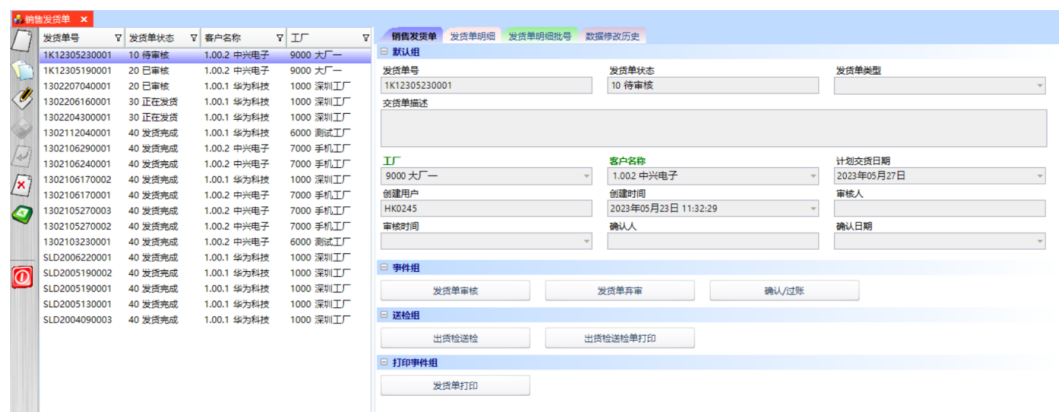 销售发货单 ×
发货单号 发货单状态 客户名称 工厂
1K12305230001 10 待审核 1.00.2 中兴电子 9000 大厂一
1K12305190001 20 已审核 1.00.2 中兴电子 9000 大厂一
1302207040001 20 已审核 1.00.1 华为科技 1000 深圳工厂
1302206160001 30 正在发货 1.00.1 华为科技 1000 深圳工厂
1302204300001 30 正在发货 1.00.1 华为科技 1000 深圳工厂
1302112040001 40 发货完成 1.00.1 华为科技 6000 测试工厂
1302106290001 40 发货完成 1.00.2 中兴电子 7000 手机工厂
1302106240001 40 发货完成 1.00.2 中兴电子 7000 手机工厂
1302106170002 40 发货完成 1.00.1 华为科技 1000 深圳工厂
1302106170001 40 发货完成 1.00.2 中兴电子 7000 手机工厂
1302105270003 40 发货完成 1.00.2 中兴电子 7000 手机工厂
1302105270002 40 发货完成 1.00.2 中兴电子 7000 手机工厂
1302103230001 40 发货完成 1.00.2 中兴电子 6000 测试工厂
SLD2006220001 40 发货完成 1.00.1 华为科技 1000 深圳工厂
SLD2005190002 40 发货完成 1.00.1 华为科技 1000 深圳工厂
SLD2005190001 40 发货完成 1.00.1 华为科技 1000 深圳工厂
SLD2005130001 40 发货完成 1.00.1 华为科技 1000 深圳工厂
SLD2004090003 40 发货完成 1.00.1 华为科技 1000 深圳工厂
销售发货单 发货单明细 发货单明细批号 数据修改历史
默认组
发货单号 发货单状态 发货单类型
1K12305230001 10 待审核
交货单描述
工厂 客户名称 计划交货日期
9000 大厂一 1.00.2 中兴电子 2023年05月27日
创建用户 创建时间 审核人
HK0245 2023年05月23日 11:32:29
审核时间 确认人 确认日期
事件组
发货单审核 发货单弃审 确认/过账
送检组
出货检送检 出货检送检单打印
打印事件组
发货单打印